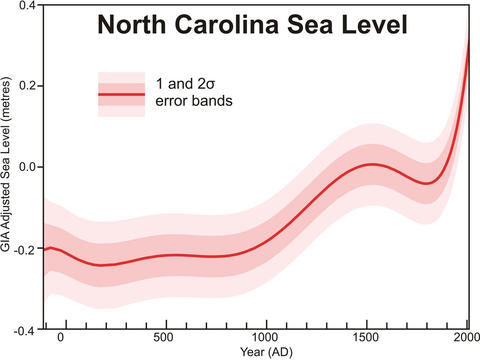 North Carolina Sea Level
1 and 2σ
error bands
GIA Adjusted Sea Level (metres)
0.4
0.2
0.0
-0.2
-0.4
0
500
1000
1500
2000
Year (AD)